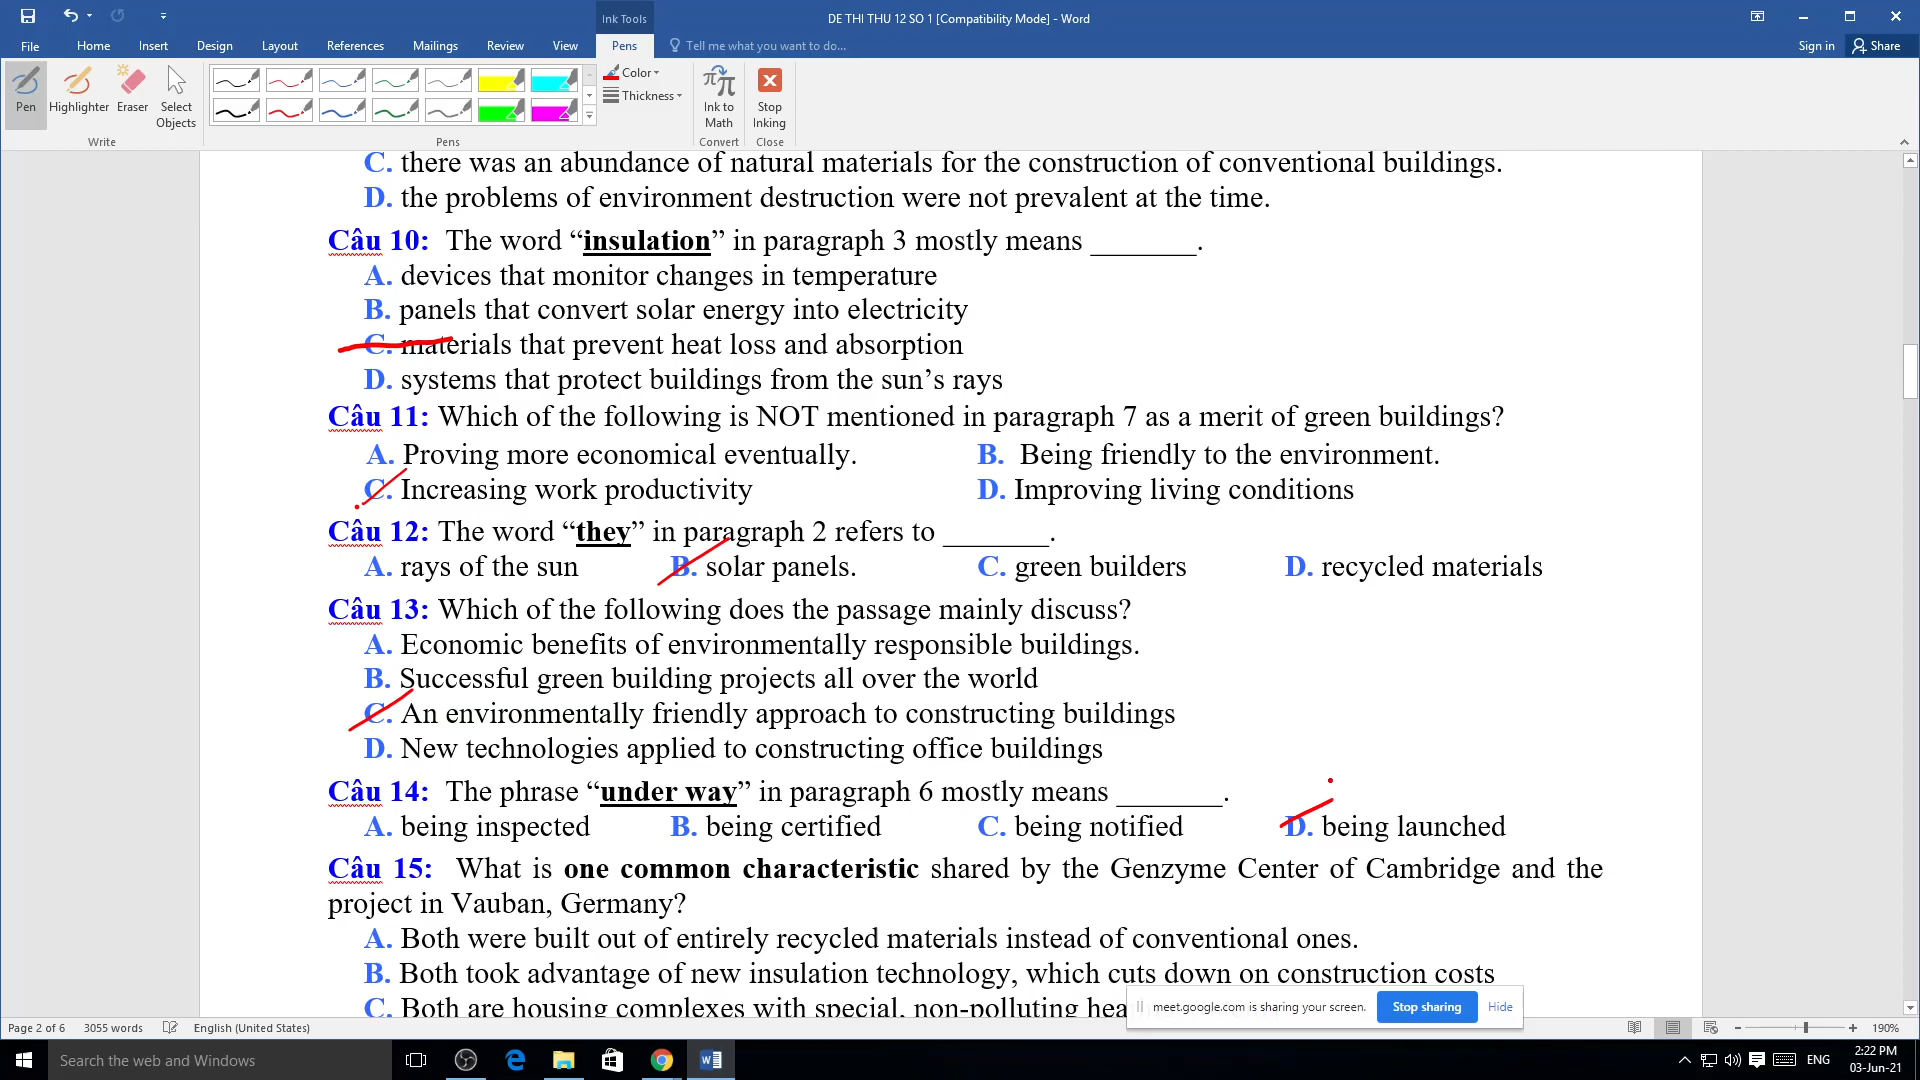 DE THI THU 12 SO 1 [Compatibility Mode] - Word
Ink Tools
File Home Insert Design Layout References Mailings Review View Pens Tell me what you want to do... Sign in Share
Pen Highlighter Eraser Select Objects
Color
Thickness
Ink to Math
Stop Inking
Write Pens Convert Close
C. there was an abundance of natural materials for the construction of conventional buildings.
D. the problems of environment destruction were not prevalent at the time.
Câu 10: The word “insulation” in paragraph 3 mostly means _______.
A. devices that monitor changes in temperature
B. panels that convert solar energy into electricity
C. materials that prevent heat loss and absorption
D. systems that protect buildings from the sun’s rays
Câu 11: Which of the following is NOT mentioned in paragraph 7 as a merit of green buildings?
A. Proving more economical eventually. B. Being friendly to the environment.
C. Increasing work productivity D. Improving living conditions
Câu 12: The word “they” in paragraph 2 refers to _______.
A. rays of the sun B. solar panels. C. green builders D. recycled materials
Câu 13: Which of the following does the passage mainly discuss?
A. Economic benefits of environmentally responsible buildings.
B. Successful green building projects all over the world
C. An environmentally friendly approach to constructing buildings
D. New technologies applied to constructing office buildings
Câu 14: The phrase “under way” in paragraph 6 mostly means _______.
A. being inspected B. being certified C. being notified D. being launched
Câu 15: What is one common characteristic shared by the Genzyme Center of Cambridge and the
project in Vauban, Germany?
A. Both were built out of entirely recycled materials instead of conventional ones.
B. Both took advantage of new insulation technology, which cuts down on construction costs
C. Both are housing complexes with special, non-polluting hea
meet.google.com is sharing your screen. Stop sharing Hide
Page 2 of 6 3055 words English (United States) 190%
Search the web and Windows
ENG
2:22 PM
03-Jun-21